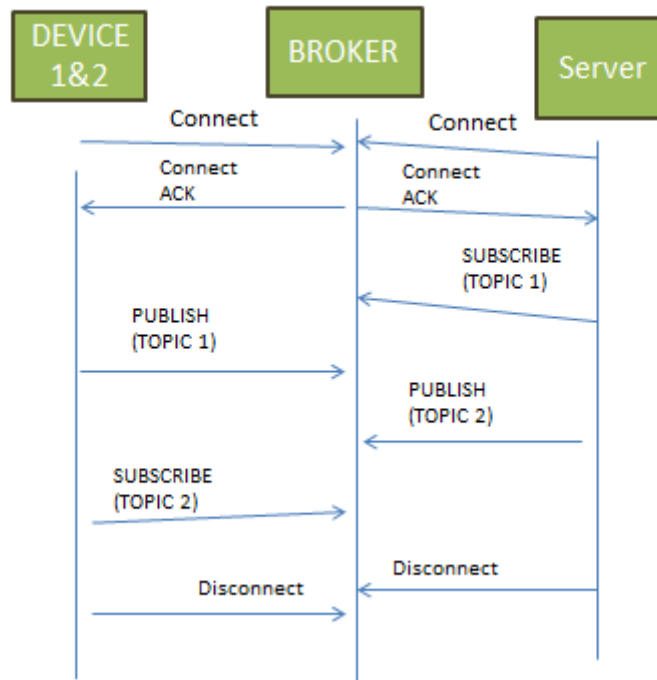 DEVICE
1&2
BROKER
Server
Connect
Connect
Connect
ACK
Connect
ACK
SUBSCRIBE
(TOPIC 1)
PUBLISH
(TOPIC 1)
PUBLISH
(TOPIC 2)
SUBSCRIBE
(TOPIC 2)
Disconnect
Disconnect